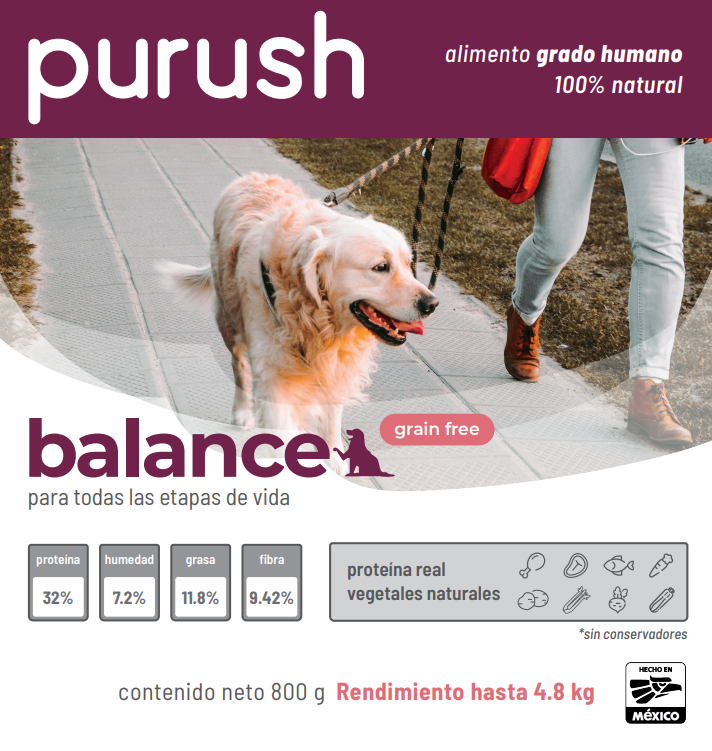 purush
alimento grado humano
100% natural
balance
grain free
para todas las etapas de vida
proteína
humedad
grasa
fibra
32%
7.2%
11.8%
9.42%
proteína real
vegetales naturales
*sin conservadores
contenido neto 800 g Rendimiento hasta 4.8 kg
HECHO EN
MÉXICO